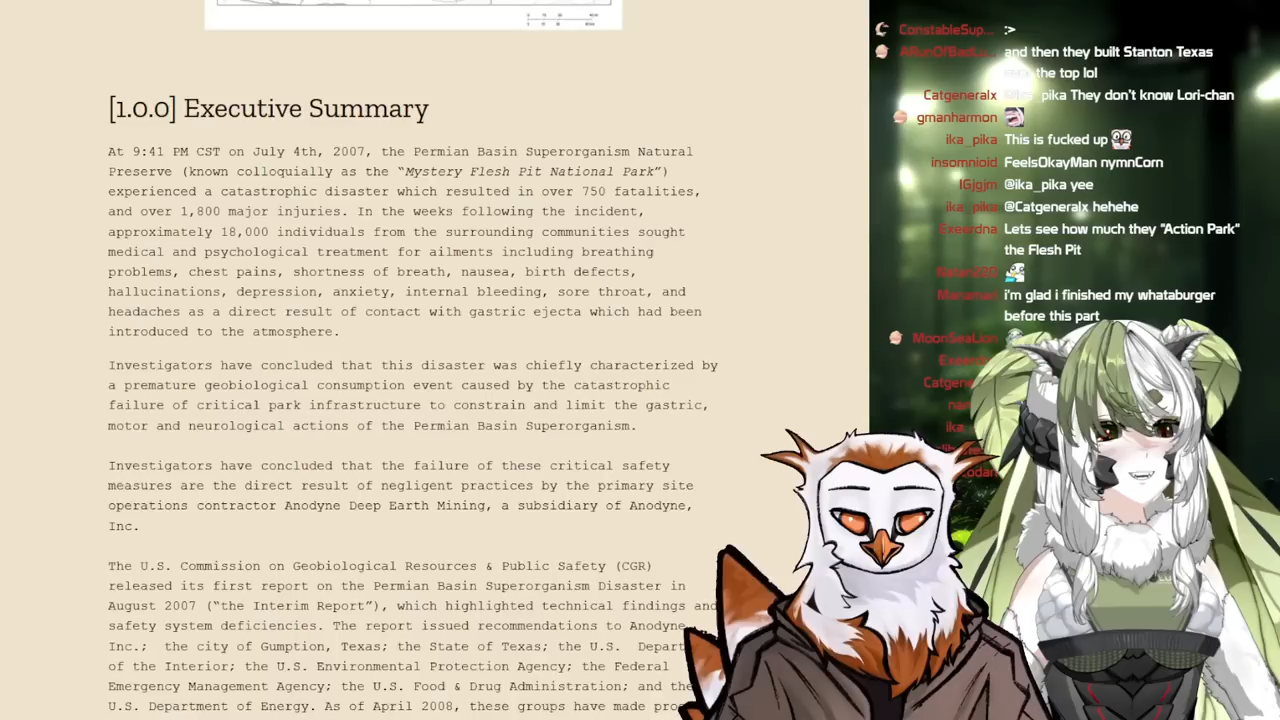 [1.0.0] Executive Summary
At 9:41 PM CST on July 4th, 2007, the Permian Basin Superorganism Natural
Preserve (known colloquially as the “Mystery Flesh Pit National Park”)
experienced a catastrophic disaster which resulted in over 750 fatalities,
and over 1,800 major injuries. In the weeks following the incident,
approximately 18,000 individuals from the surrounding communities sought
medical and psychological treatment for ailments including breathing
problems, chest pains, shortness of breath, nausea, birth defects,
hallucinations, depression, anxiety, internal bleeding, sore throat, and
headaches as a direct result of contact with gastric ejecta which had been
introduced to the atmosphere.
Investigators have concluded that this disaster was chiefly characterized by
a premature geobiological consumption event caused by the catastrophic
failure of critical park infrastructure to constrain and limit the gastric,
motor and neurological actions of the Permian Basin Superorganism.
Investigators have concluded that the failure of these critical safety
measures are the direct result of negligent practices by the primary site
operations contractor Anodyne Deep Earth Mining, a subsidiary of Anodyne,
Inc.
The U.S. Commission on Geobiological Resources & Public Safety (CGR)
released its first report on the Permian Basin Superorganism Disaster in
August 2007 (“the Interim Report”), which highlighted technical findings and
safety system deficiencies. The report issued recommendations to Anodyne
Inc.; the city of Gumption, Texas; the State of Texas; the U.S. Depart
of the Interior; the U.S. Environmental Protection Agency; the Federal
Emergency Management Agency; the U.S. Food & Drug Administration; and the
U.S. Department of Energy. As of April 2008, these groups have made pro
ConstableSup... :>
and then they built Stanton Texas
the top lol
Catgeneralx pika They don't know Lori-chan
gmanharmon
ika_pika This is fucked up
insomnioid FeelsOkayMan nymnCorn
IGjgjm @ika_pika yee
ika_pika @Catgeneralx hehehe
Exeerdna Lets see how much they "Action Park"
the Flesh Pit
i'm glad i finished my whataburger
before this part
MoonSeaLion
Catgene
ika